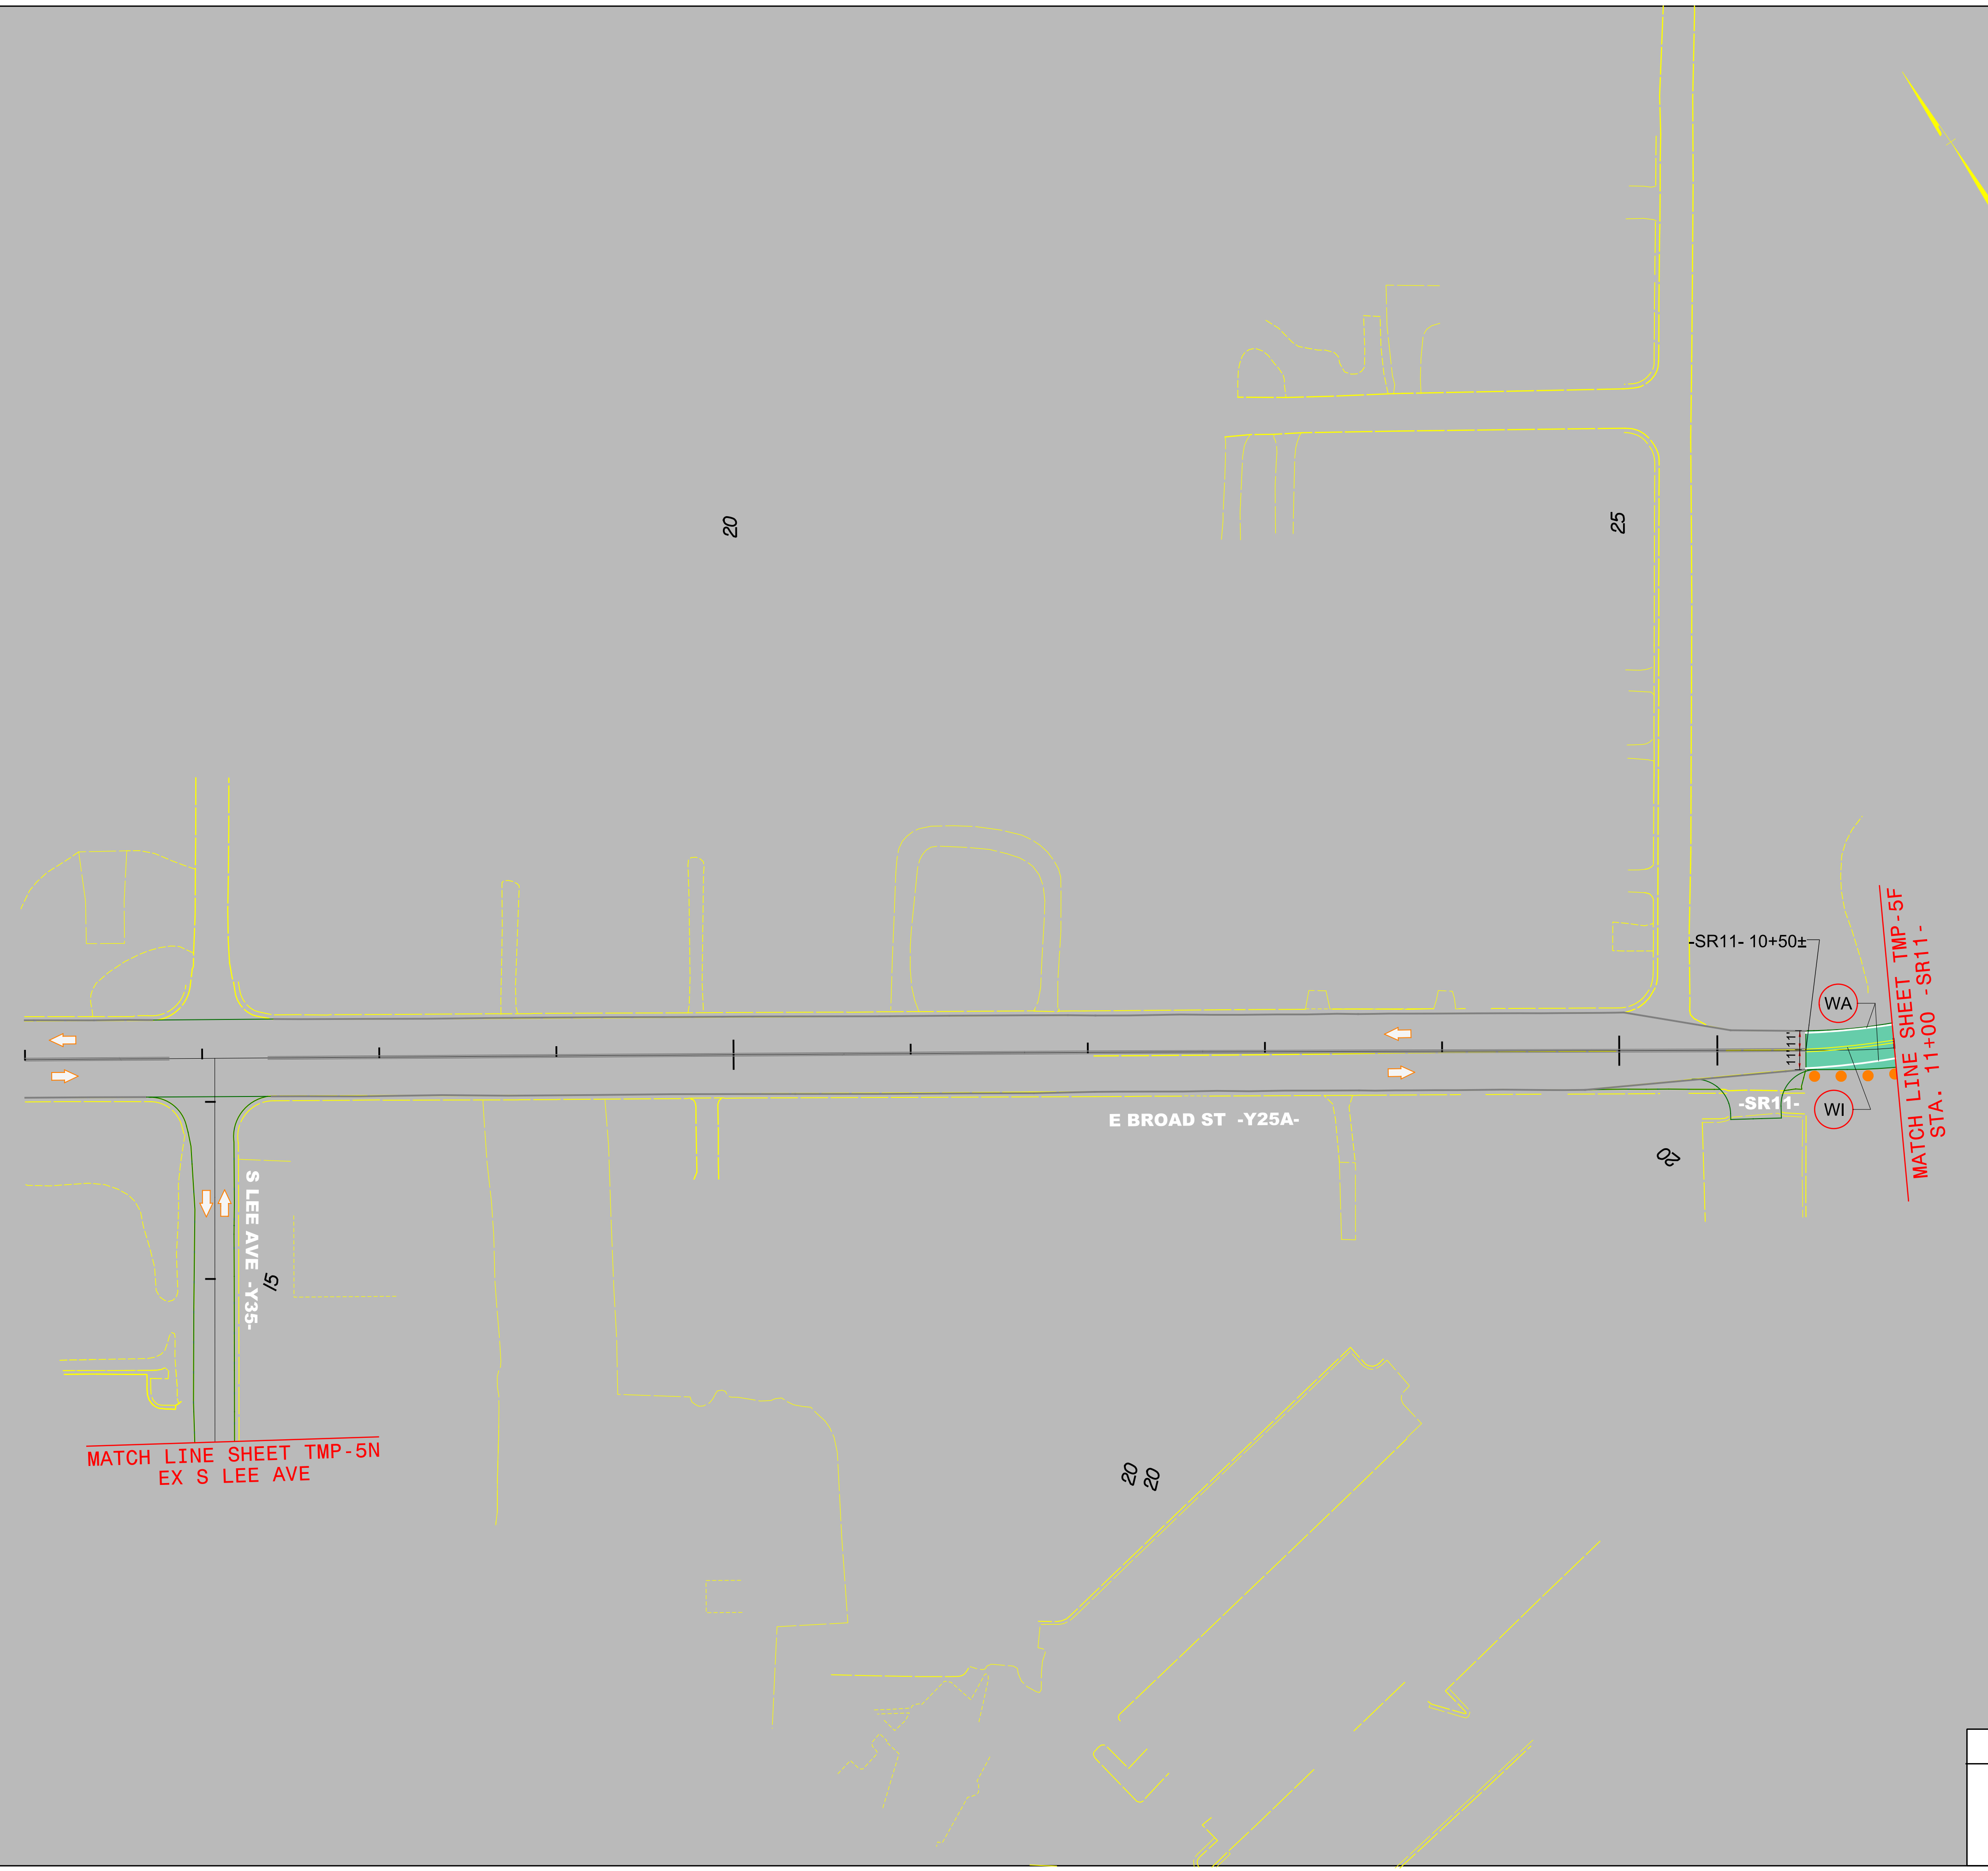 20
25
-SR11- 10+50±
WA
MATCH LINE SHEET TMP-5F
STA. 11+00 -SR11-
11'
11'
-SR11-
WI
E BROAD ST -Y25A-
20
S LEE AVE -Y35-
15
MATCH LINE SHEET TMP-5N
EX S LEE AVE
20
20